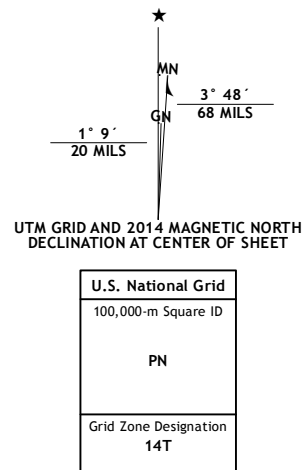 ★
MN
3° 48´
68 MILS
GN
1° 9´
20 MILS
UTM GRID AND 2014 MAGNETIC NORTH
DECLINATION AT CENTER OF SHEET
U.S. National Grid
100,000-m Square ID
PN
Grid Zone Designation
14T